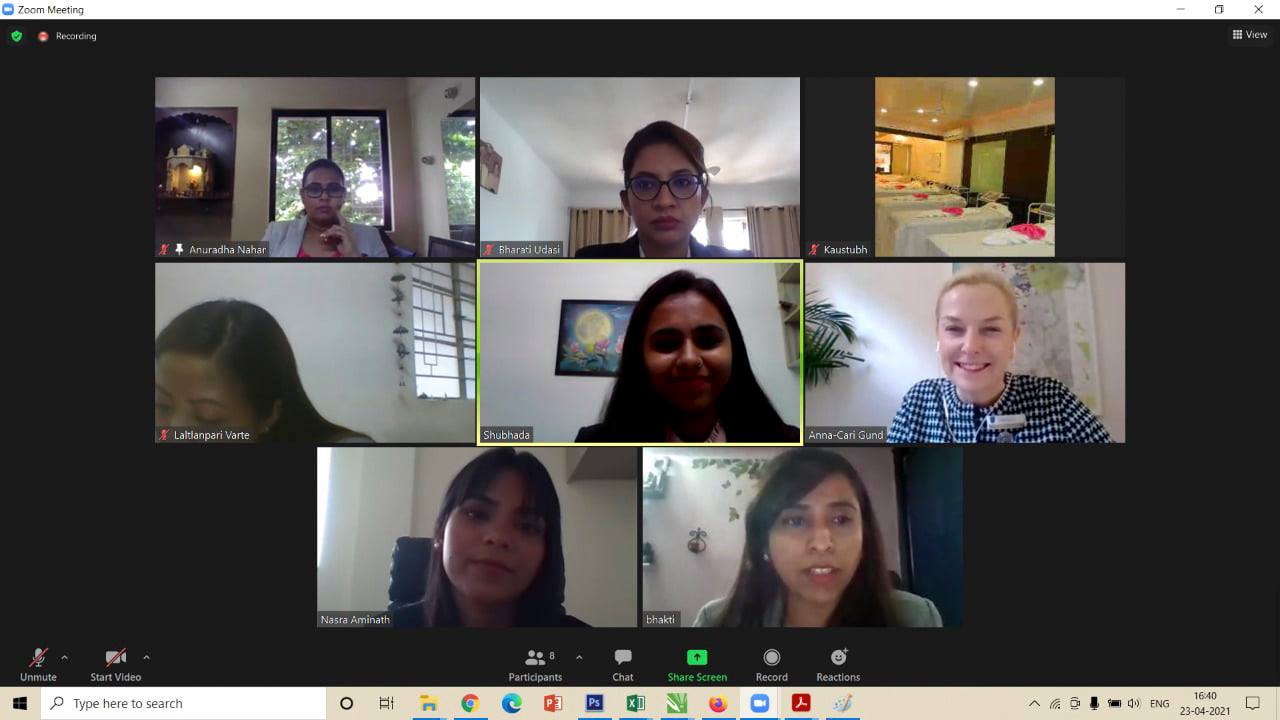 Zoom Meeting
Recording
View
Anuradha Nahar
Bharati Udasi
Kaustubh
Laltlanpari Varte
Shubhada
Anna-Cari Gund
Nasra Aminath
bhakti
Unmute
Start Video
Participants
8
Chat
Share Screen
Record
Reactions
Type here to search
ENG
16:40
23-04-2021